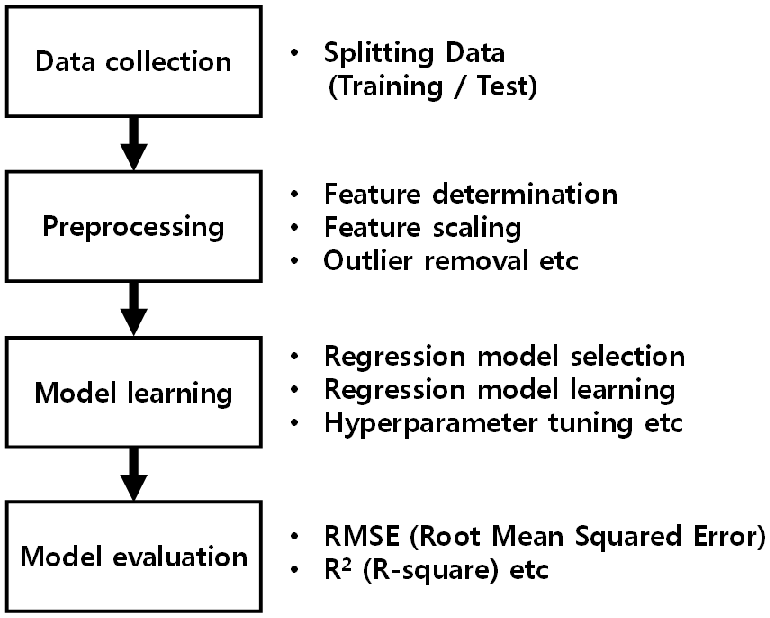 Data collection
• Splitting Data
(Training / Test)
Preprocessing
• Feature determination
• Feature scaling
• Outlier removal etc
Model learning
• Regression model selection
• Regression model learning
• Hyperparameter tuning etc
Model evaluation
• RMSE (Root Mean Squared Error)
• R² (R-square) etc